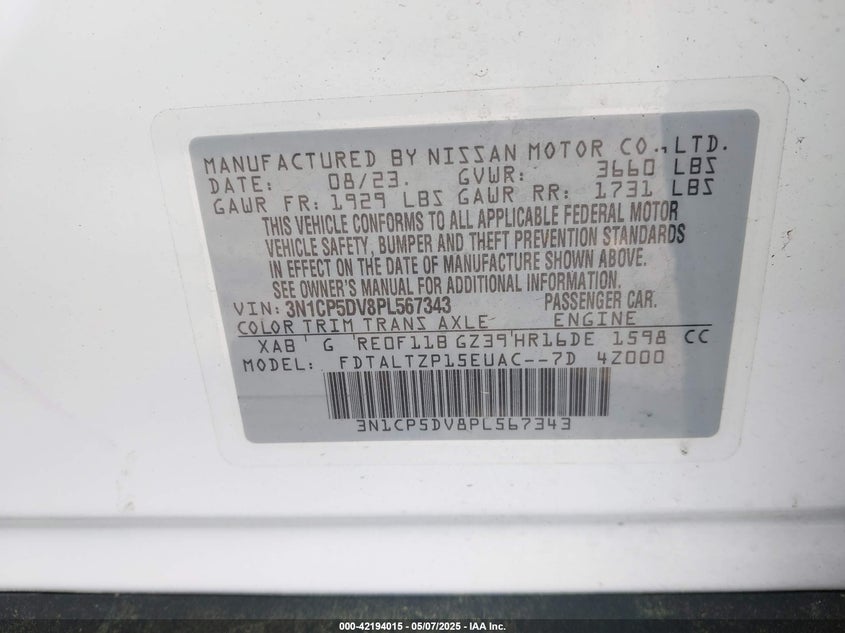 MANUFACTURED BY NISSAN MOTOR CO., LTD.
DATE: 08/23. GVWR: 3660 LBS
GAWR FR: 1929 LBS GAWR RR: 1731 LBS
THIS VEHICLE CONFORMS TO ALL APPLICABLE FEDERAL MOTOR
VEHICLE SAFETY, BUMPER AND THEFT PREVENTION STANDARDS
IN EFFECT ON THE DATE OF MANUFACTURE SHOWN ABOVE.
SEE OWNER'S MANUAL FOR ADDITIONAL INFORMATION.
VIN: 3N1CP5DV8PL567343 PASSENGER CAR.
COLOR TRIM TRANS AXLE ENGINE
XAB G RE0F11B GZ39 HR16DE 1598 CC
MODEL: FDTALTZP15EUAC--7D 4Z000
3N1CP5DV8PL567343
000-42194015 | 05/07/2025 - IAA Inc.